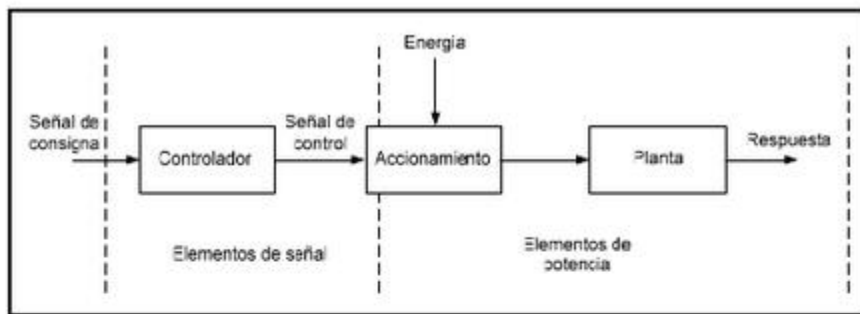 Energía
Señal de
consigna
Controlador
Señal de
control
Accionamiento
Planta
Respuesta
Elementos de señal
Elementos de
potencia